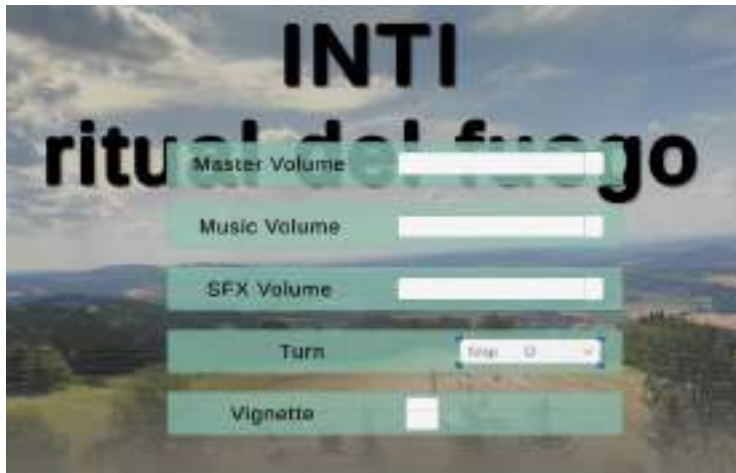 INTI
ritual del fuego
Master Volume
Music Volume
SFX Volume
Turn
Vignette